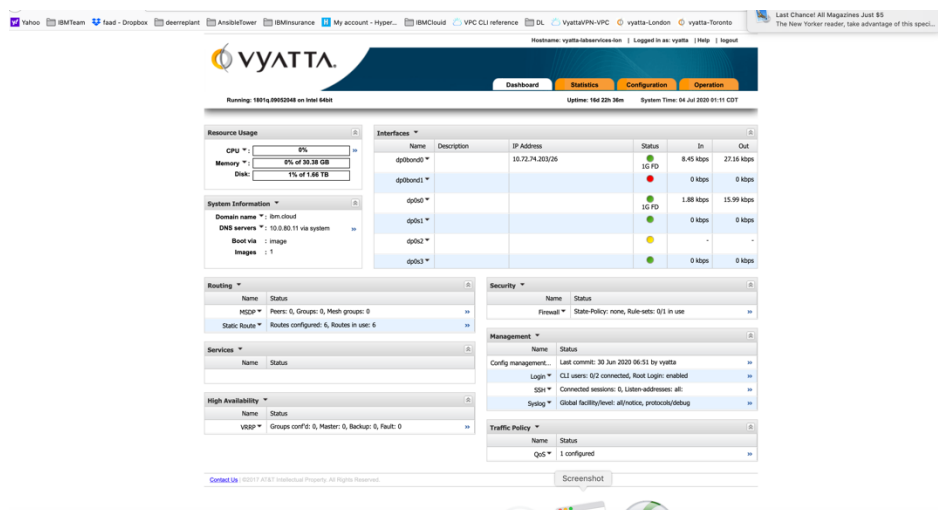 Yahoo IBMTeam faad - Dropbox deerreplant AnsibleTower IBMInsurance My account - Hyper... IBMCloud VPC CLI reference DL VyattaVPN-VPC vyatta-London vyatta-Toronto
Last Chance! All Magazines Just $5
The New Yorker reader, take advantage of this speci...
Hostname: vyatta-labservices-lon | Logged in as: vyatta | Help | logout
VYATTA.
Dashboard Statistics Configuration Operation
Running: 1801q.09052048 on Intel 64bit Uptime: 16d 22h 36m System Time: 04 Jul 2020 01:11 CDT
Resource Usage
CPU : 0%
Memory : 0% of 30.38 GB
Disk: 1% of 1.66 TB
System Information
Domain name : ibm.cloud
DNS servers : 10.0.80.11 via system
Boot via : image
Images : 1
Interfaces
Name Description IP Address Status In Out
dp0bond0 10.72.74.203/26 1G FD 8.45 kbps 27.16 kbps
dp0bond1 0 kbps 0 kbps
dp0s0 1G FD 1.88 kbps 15.99 kbps
dp0s1 0 kbps 0 kbps
dp0s2 - -
dp0s3 0 kbps 0 kbps
Routing
Name Status
MSDP Peers: 0, Groups: 0, Mesh groups: 0
Static Route Routes configured: 6, Routes in use: 6
Services
Name Status
High Availability
Name Status
VRRP Groups conf'd: 0, Master: 0, Backup: 0, Fault: 0
Security
Name Status
Firewall State-Policy: none, Rule-sets: 0/1 in use
Management
Name Status
Config management... Last commit: 30 Jun 2020 06:51 by vyatta
Login CLI users: 0/2 connected, Root Login: enabled
SSH Connected sessions: 0, Listen-addresses: all:
Syslog Global facility/level: all/notice, protocols/debug
Traffic Policy
Name Status
QoS 1 configured
Contact Us | ©2017 AT&T Intellectual Property. All Rights Reserved.
Screenshot